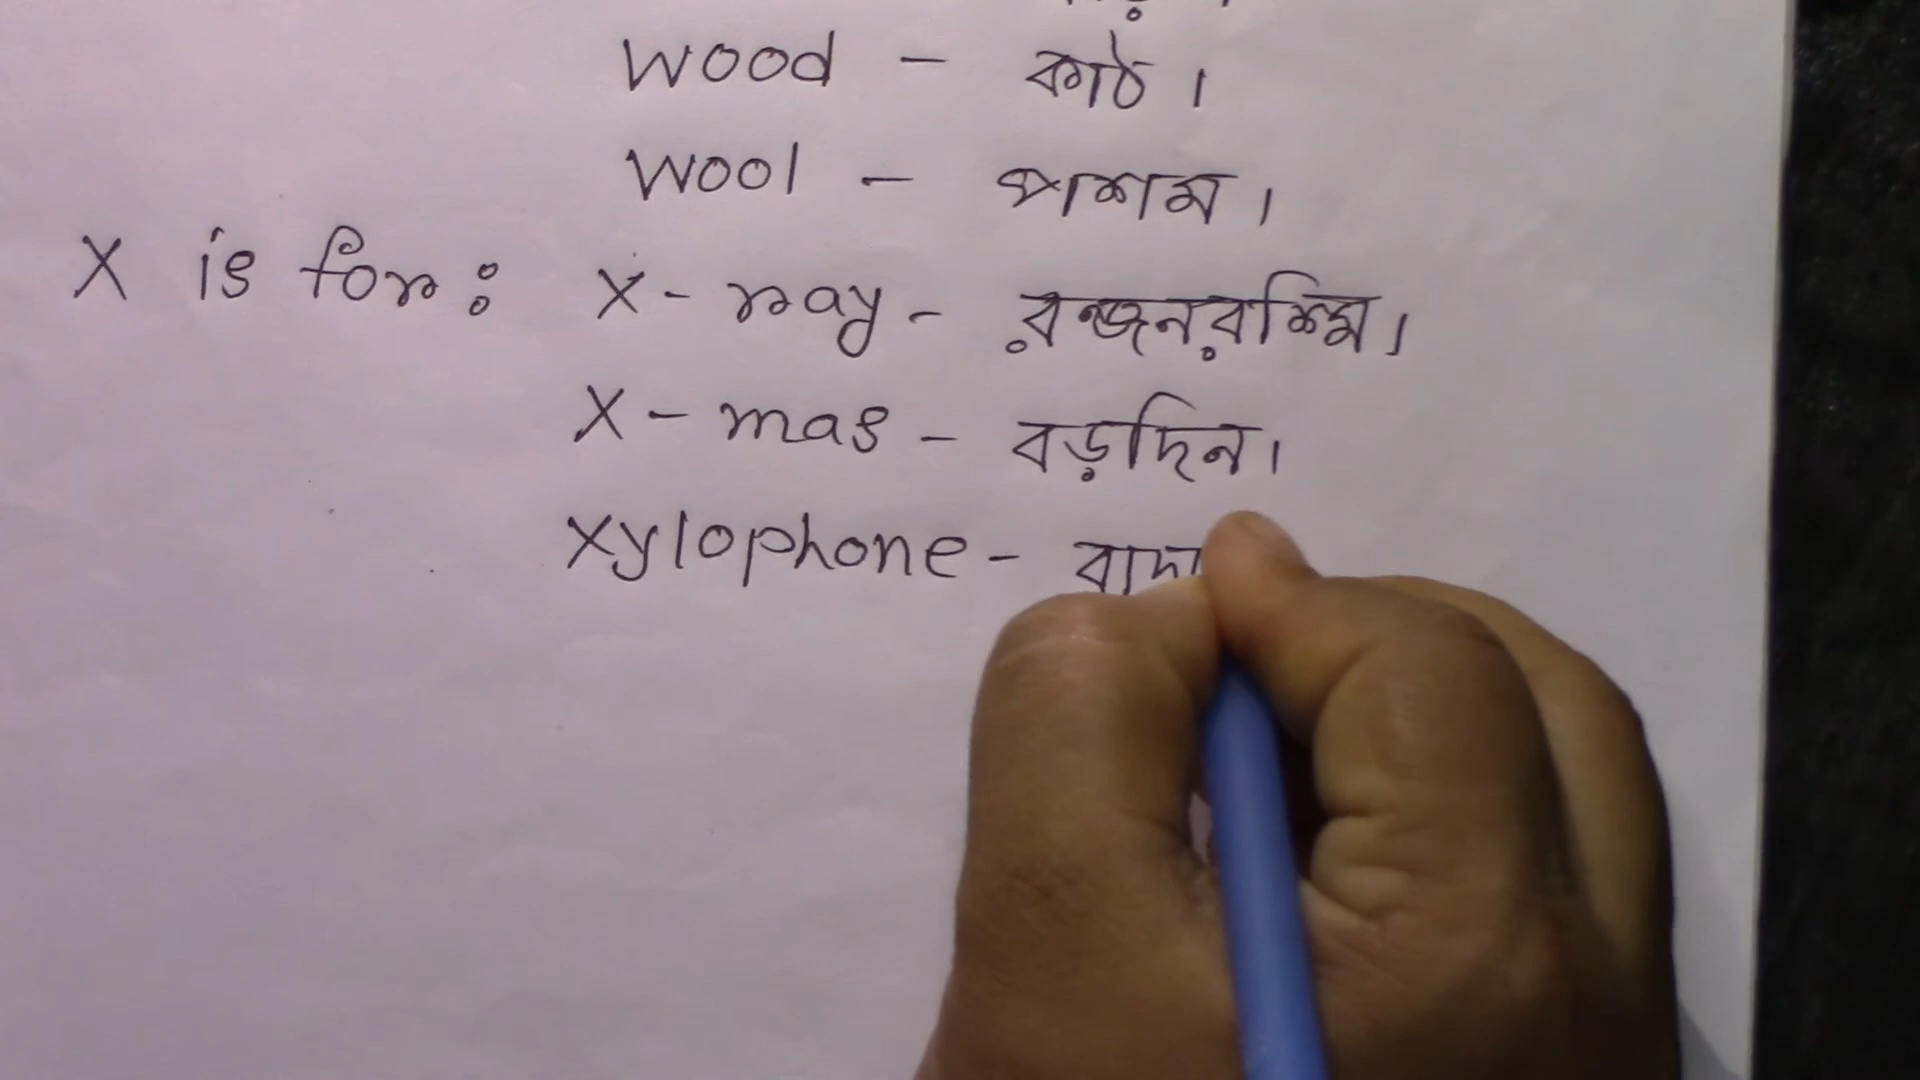 wood - কাঠ।
wool - পশম।
X is for: X-ray - রঞ্জনরশ্মি।
X-mas - বড়দিন।
xylophone -